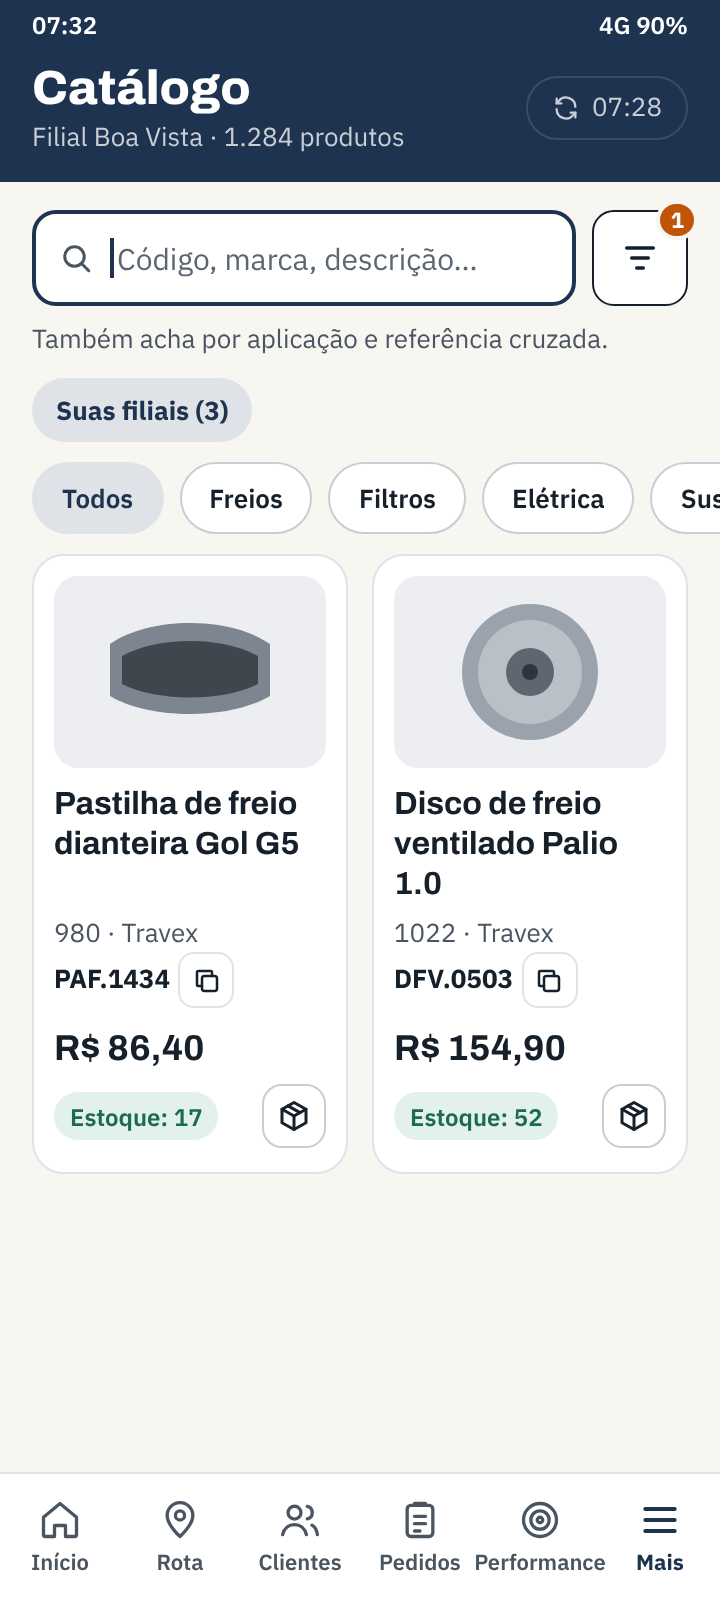 07:32
4G 90%
Catálogo
Filial Boa Vista · 1.284 produtos
07:28
Código, marca, descrição...
1
Também acha por aplicação e referência cruzada.
Suas filiais (3)
Todos
Freios
Filtros
Elétrica
Sus
Pastilha de freio
dianteira Gol G5
980 · Travex
PAF.1434
R$ 86,40
Estoque: 17
Disco de freio
ventilado Palio
1.0
1022 · Travex
DFV.0503
R$ 154,90
Estoque: 52
Início
Rota
Clientes
Pedidos
Performance
Mais